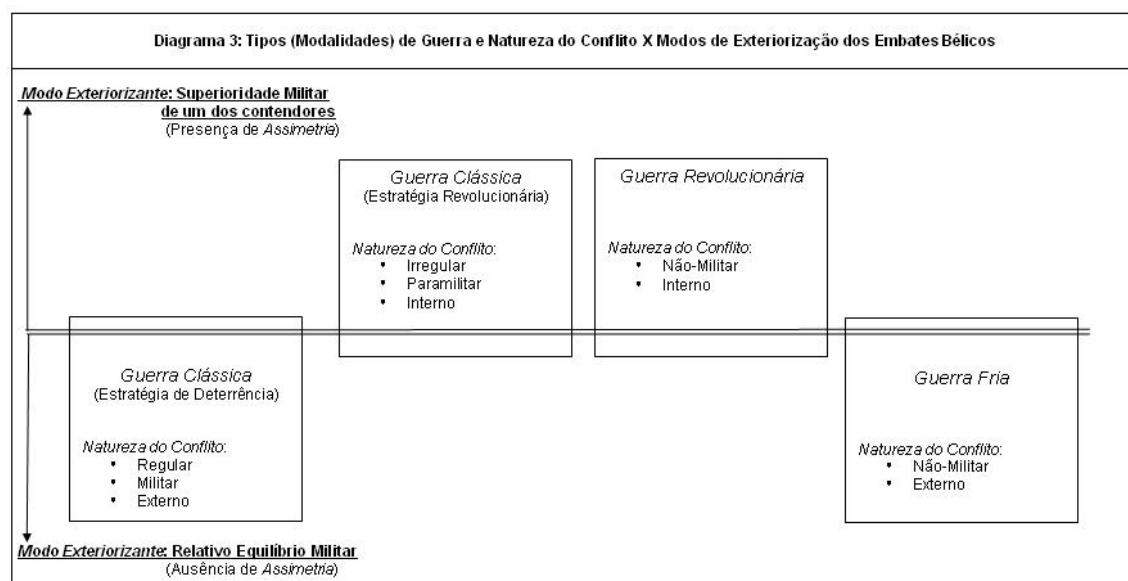 Diagrama 3: Tipos (Modalidades) de Guerra e Natureza do Conflito X Modos de Exteriorização dos Embates Bélicos
Modo Exteriorizante: Superioridade Militar
de um dos contendores
(Presença de Assimetria)
Guerra Clássica
(Estratégia Revolucionária)
Natureza do Conflito:
• Irregular
• Paramilitar
• Interno
Guerra Revolucionária
Natureza do Conflito:
• Não-Militar
• Interno
Guerra Clássica
(Estratégia de Deterrência)
Natureza do Conflito:
• Regular
• Militar
• Externo
Guerra Fria
Natureza do Conflito:
• Não-Militar
• Externo
Modo Exteriorizante: Relativo Equilíbrio Militar
(Ausência de Assimetria)